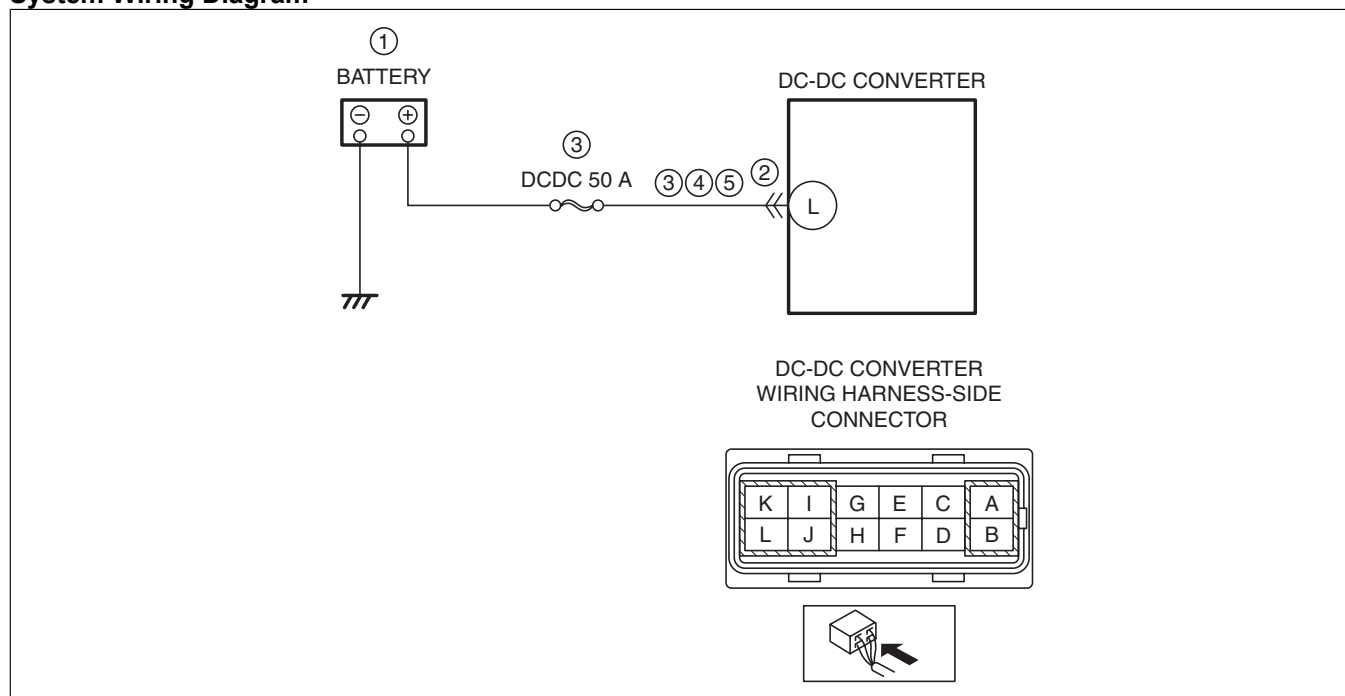 System Wiring Diagram
①
BATTERY
⊖ ⊕
③
DCDC 50 A
③④⑤
②
DC-DC CONVERTER
L
DC-DC CONVERTER
WIRING HARNESS-SIDE
CONNECTOR
K I G E C A
L J H F D B